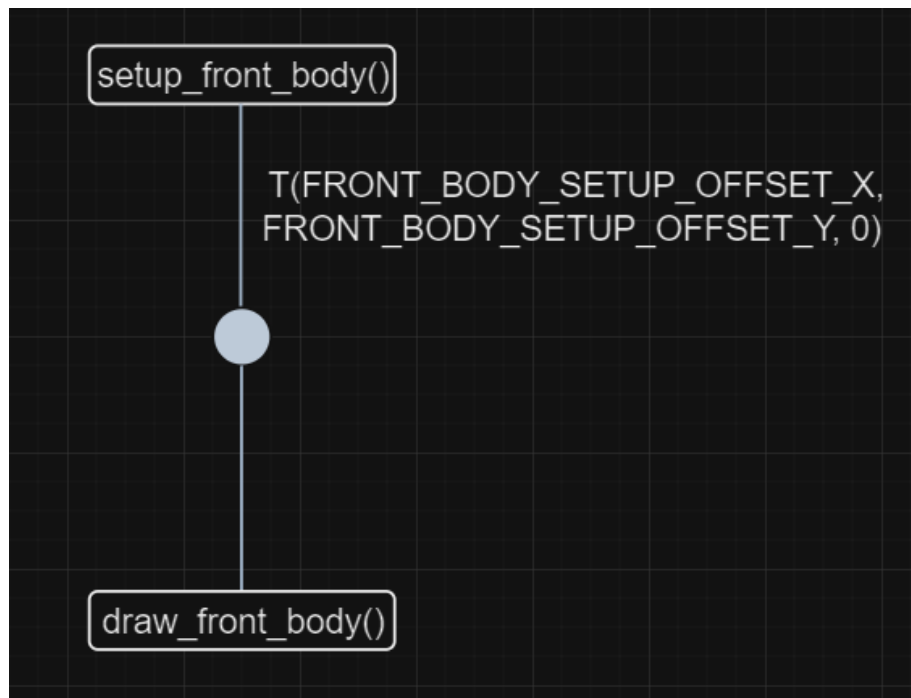 setup_front_body()
T(FRONT_BODY_SETUP_OFFSET_X,
FRONT_BODY_SETUP_OFFSET_Y, 0)
draw_front_body()